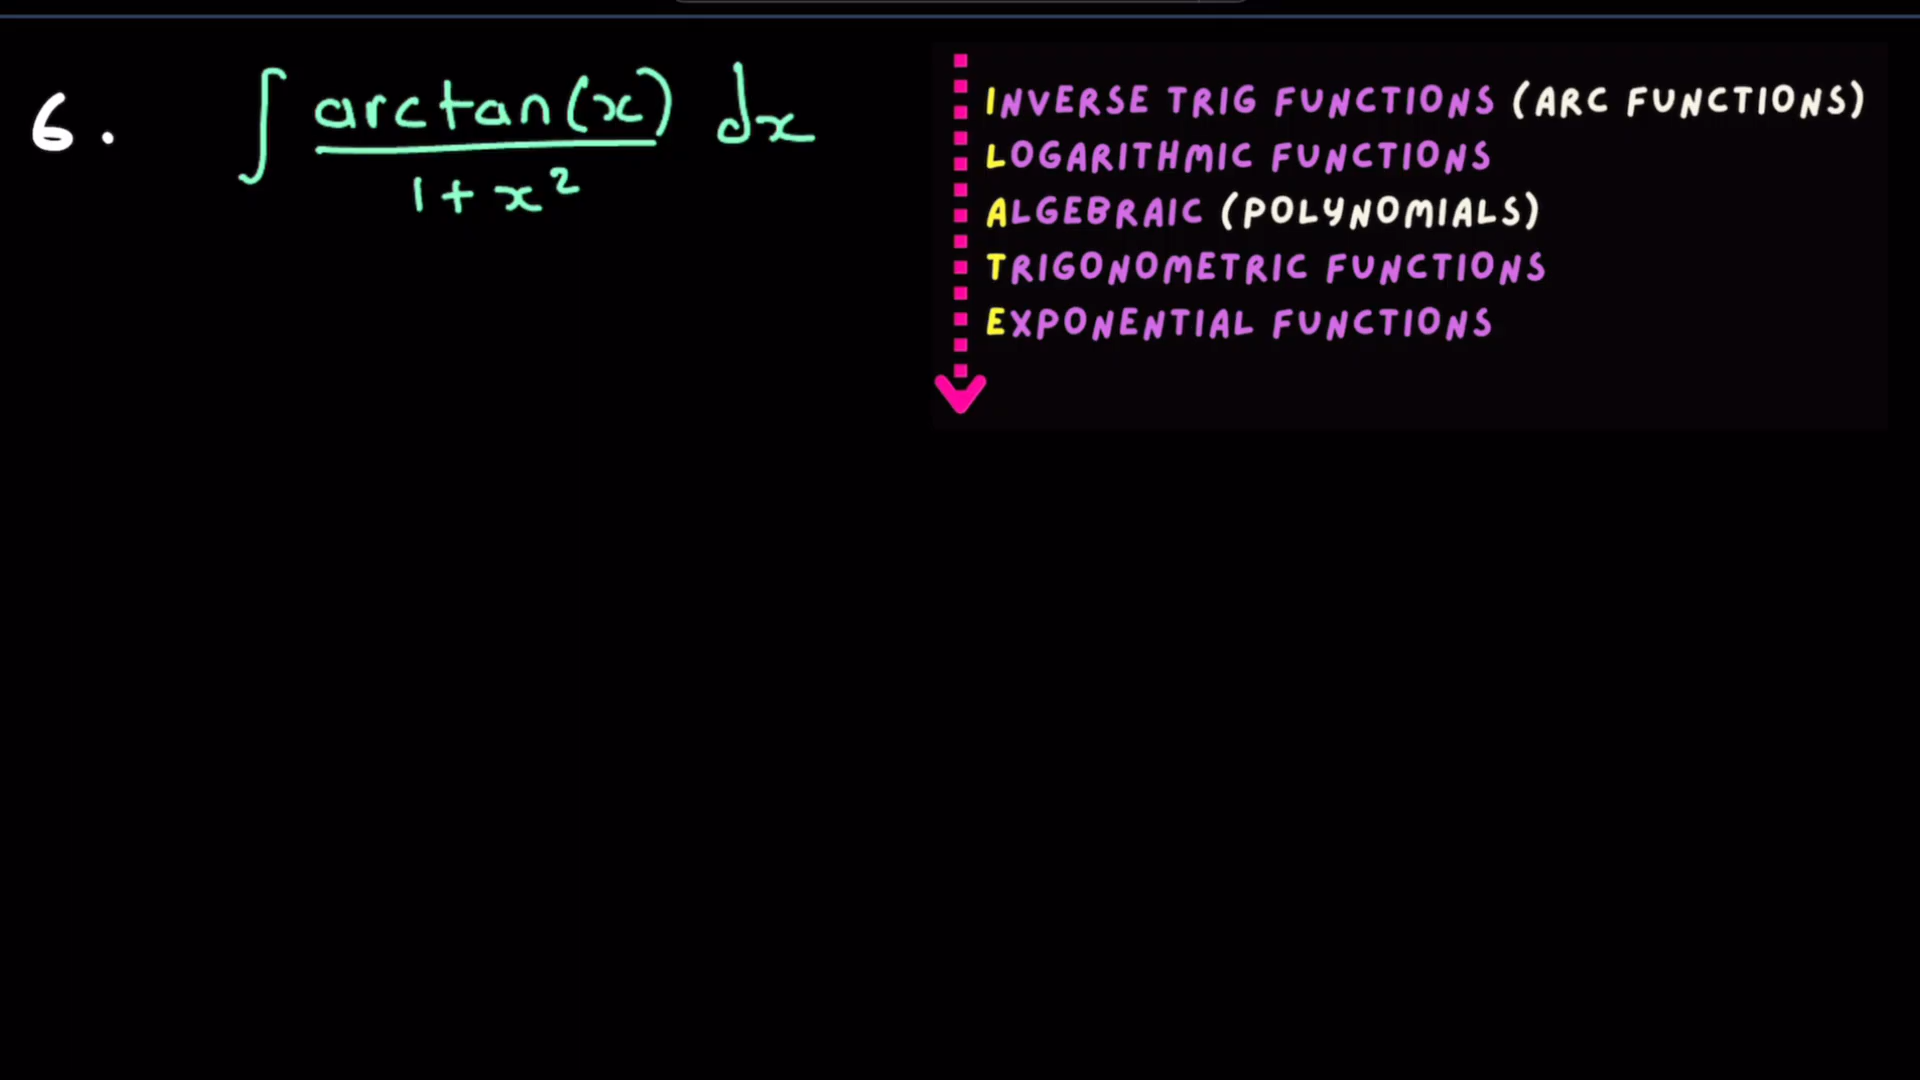 6. ∫ arctan(x) / 1 + x² dx
INVERSE TRIG FUNCTIONS (ARC FUNCTIONS)
LOGARITHMIC FUNCTIONS
ALGEBRAIC (POLYNOMIALS)
TRIGONOMETRIC FUNCTIONS
EXPONENTIAL FUNCTIONS